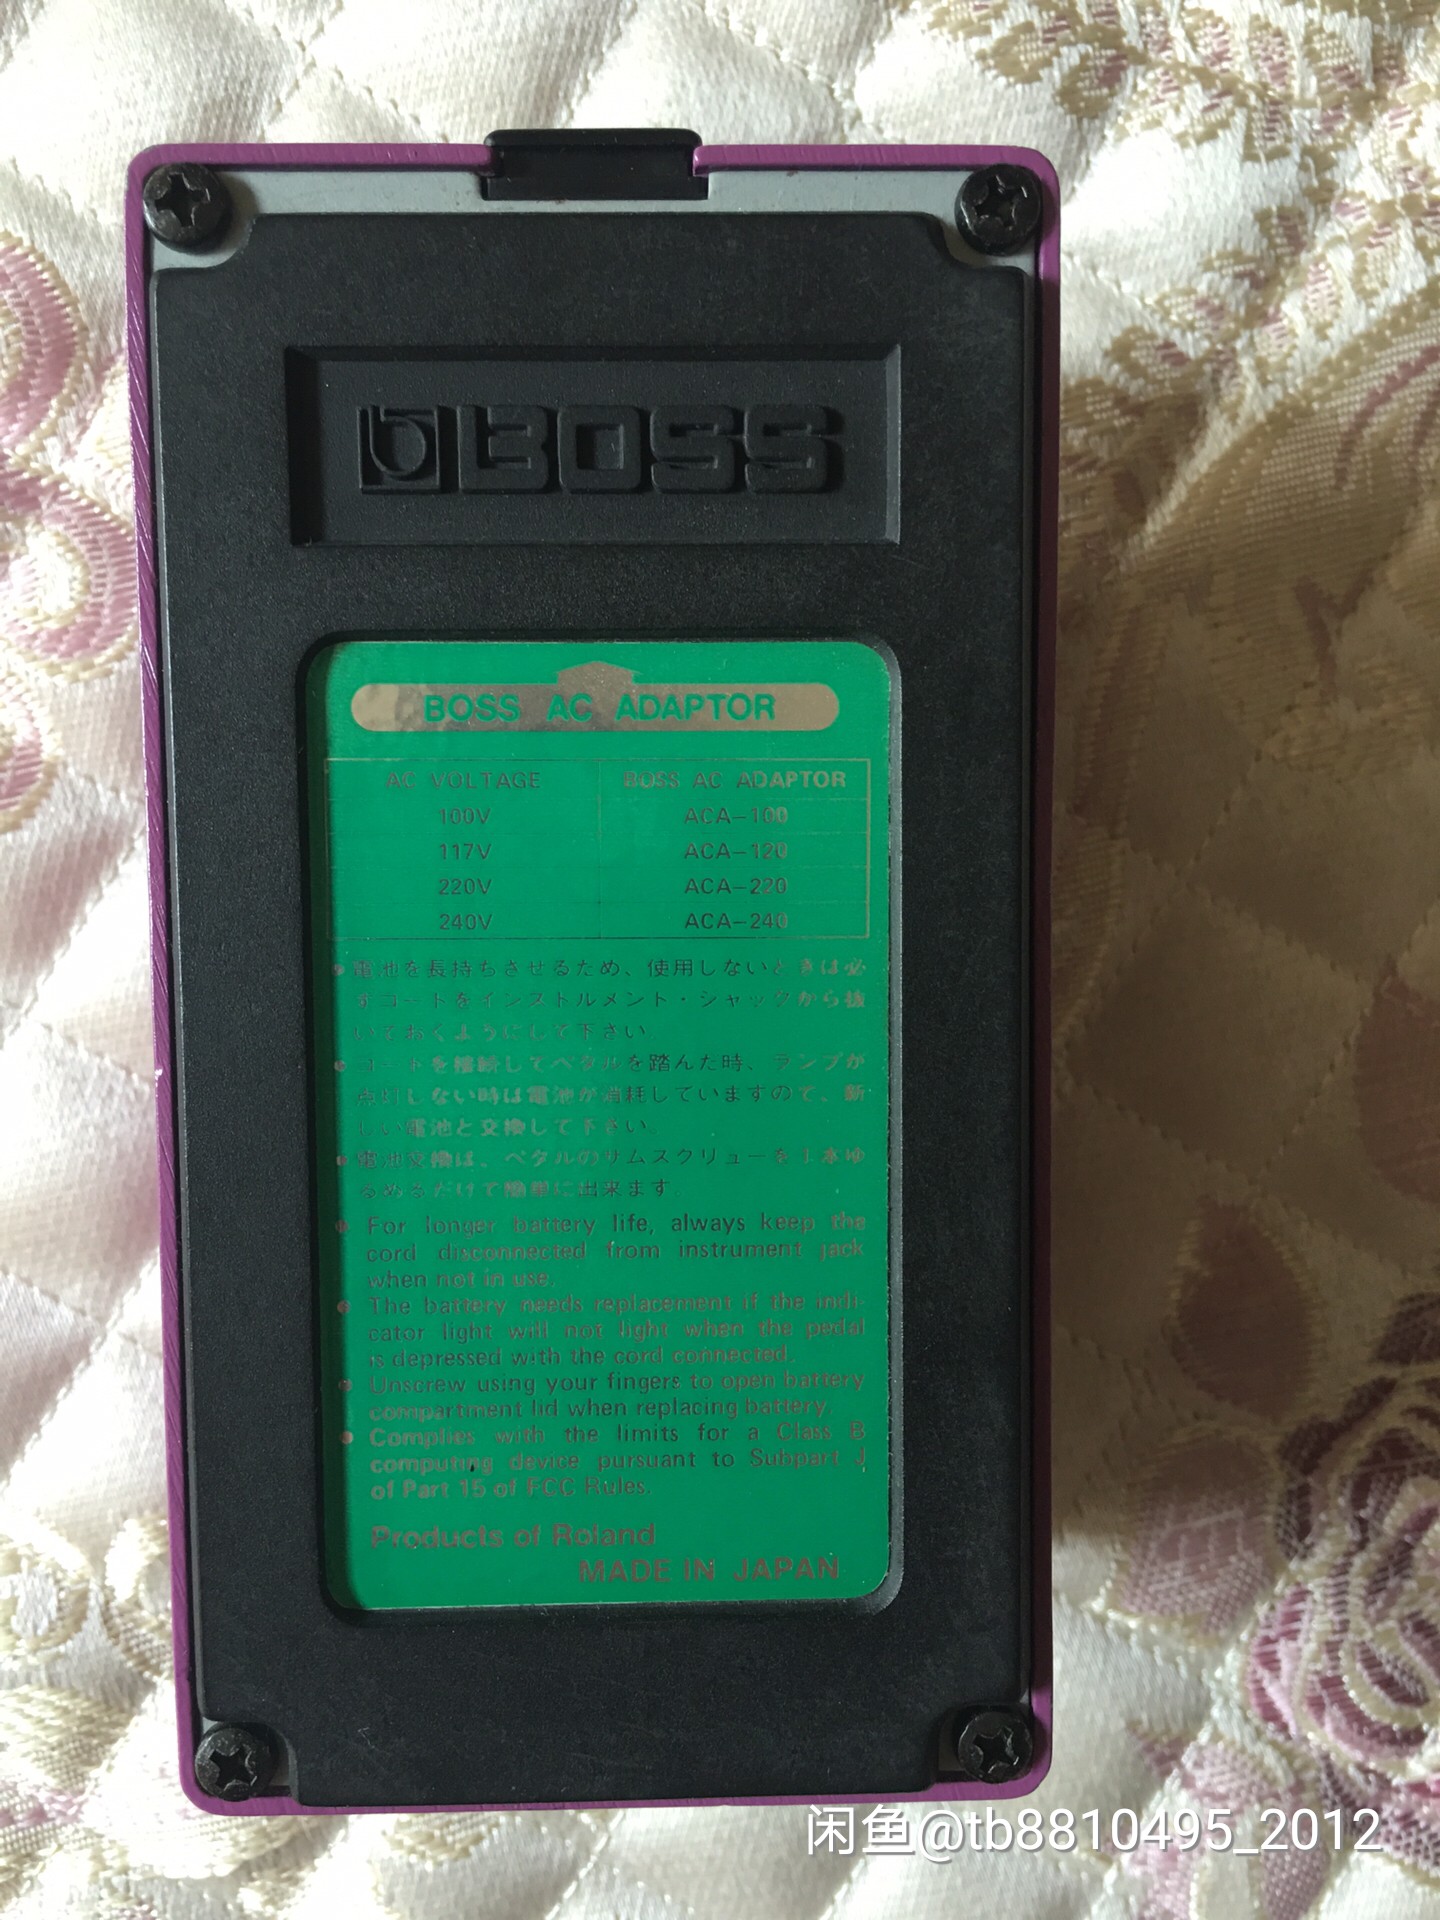 BOSS
BOSS AC ADAPTOR
AC VOLTAGE BOSS AC ADAPTOR
100V ACA-100
117V ACA-120
220V ACA-220
240V ACA-240
● 電池を長持ちさせるため、使用しないときは必
ずコードをインストルメント・ジャックから抜
いておくようにして下さい。
● コードを接続してペダルを踏んだ時、ランプが
点灯しない時は電池が消耗していますので、新
しい電池と交換して下さい。
● 電池交換は、ペダルのサムスクリューを1本ゆ
るめるだけで簡単に出来ます。
● For longer battery life, always keep the
cord disconnected from instrument jack
when not in use.
● The battery needs replacement if the indi-
cator light will not light when the pedal
is depressed with the cord connected.
● Unscrew using your fingers to open battery
compartment lid when replacing battery.
● Complies with the limits for a Class B
computing device pursuant to Subpart J
of Part 15 of FCC Rules.
Products of Roland
MADE IN JAPAN
闲鱼@tb8810495_2012